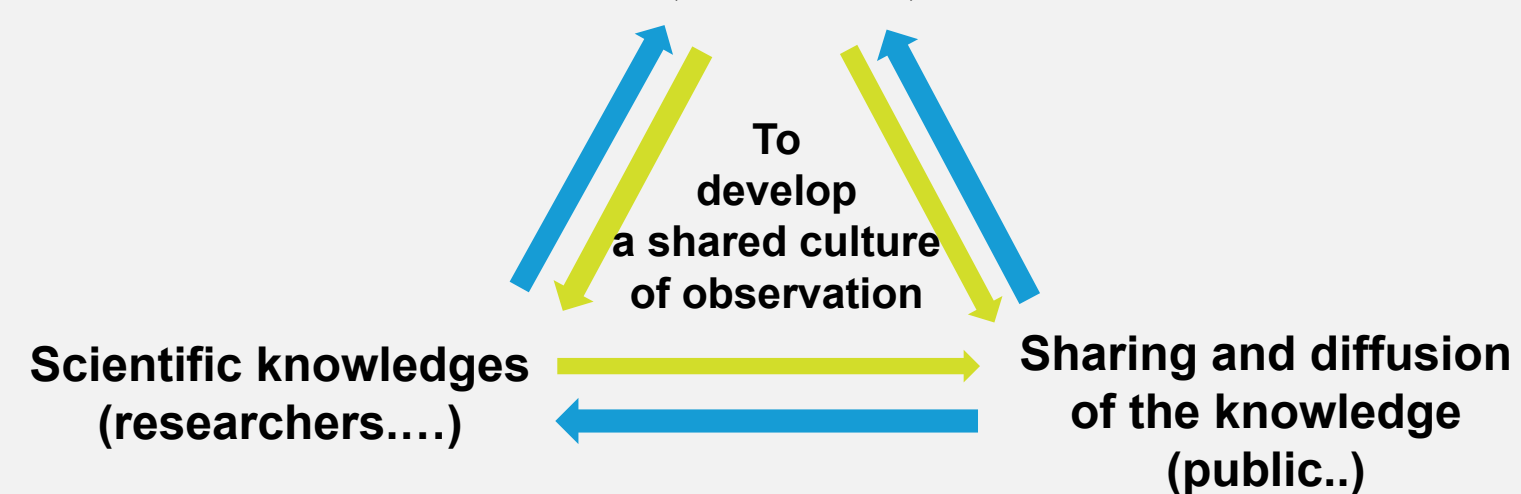 To
develop
a shared culture
of observation
Scientific knowledges
(researchers.…)
Sharing and diffusion
of the knowledge
(public..)